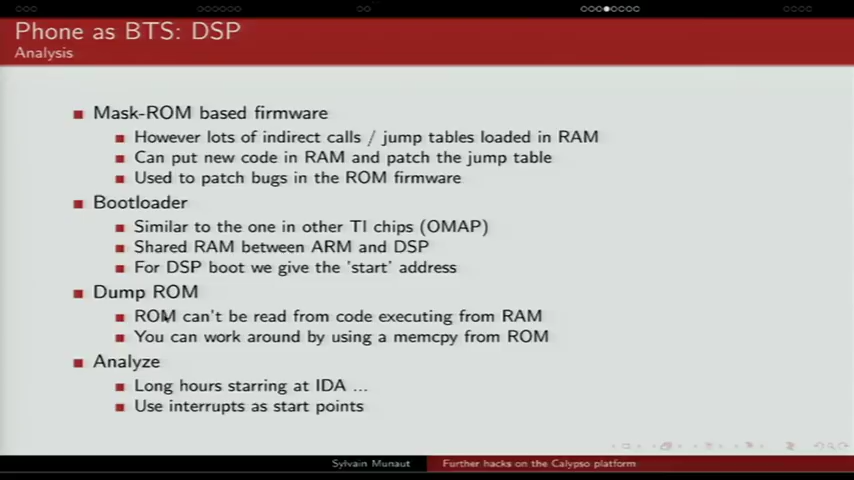 Phone as BTS: DSP
Analysis
Mask-ROM based firmware
However lots of indirect calls / jump tables loaded in RAM
Can put new code in RAM and patch the jump table
Used to patch bugs in the ROM firmware
Bootloader
Similar to the one in other TI chips (OMAP)
Shared RAM between ARM and DSP
For DSP boot we give the 'start' address
Dump ROM
ROM can't be read from code executing from RAM
You can work around by using a memcpy from ROM
Analyze
Long hours starring at IDA ...
Use interrupts as start points
Sylvain Munaut
Further hacks on the Calypso platform